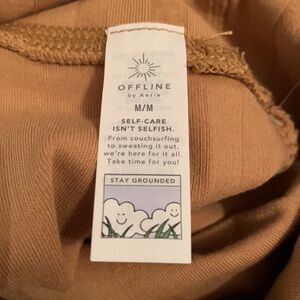 OFFLINE
by Aerie
M/M
SELF-CARE
ISN'T SELFISH.
From couchsurfing
to sweating it out,
we're here for it all.
Take time for you!
STAY GROUNDED